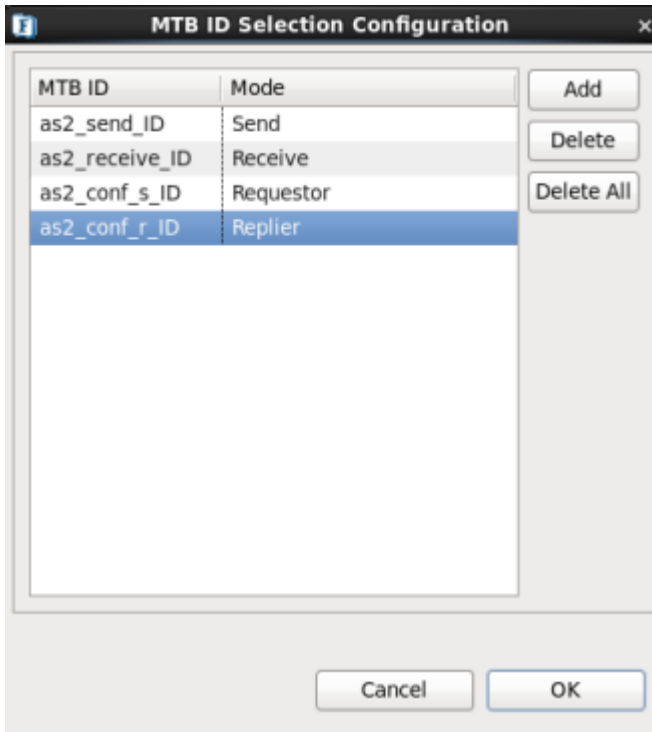 MTB ID Selection Configuration
MTB ID Mode Add
as2_send_ID Send
Delete
as2_receive_ID Receive
as2_conf_s_ID Requestor Delete All
as2_conf_r_ID Replier
Cancel OK